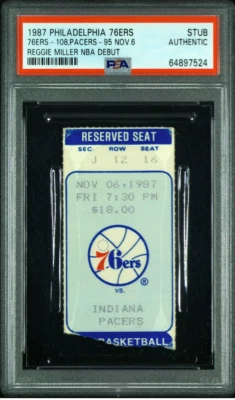 1987 PHILADELPHIA 76ERS STUB
76ERS - 108,PACERS - 95 NOV.6 AUTHENTIC
REGGIE MILLER NBA DEBUT
PSA 64897524
RESERVED SEAT
SEC. ROW SEAT
J 12 16
NOV 06,1987
FRI 7:30 PM
$18.00
76ers
®
VS.
INDIANA
PACERS
BASKETBALL